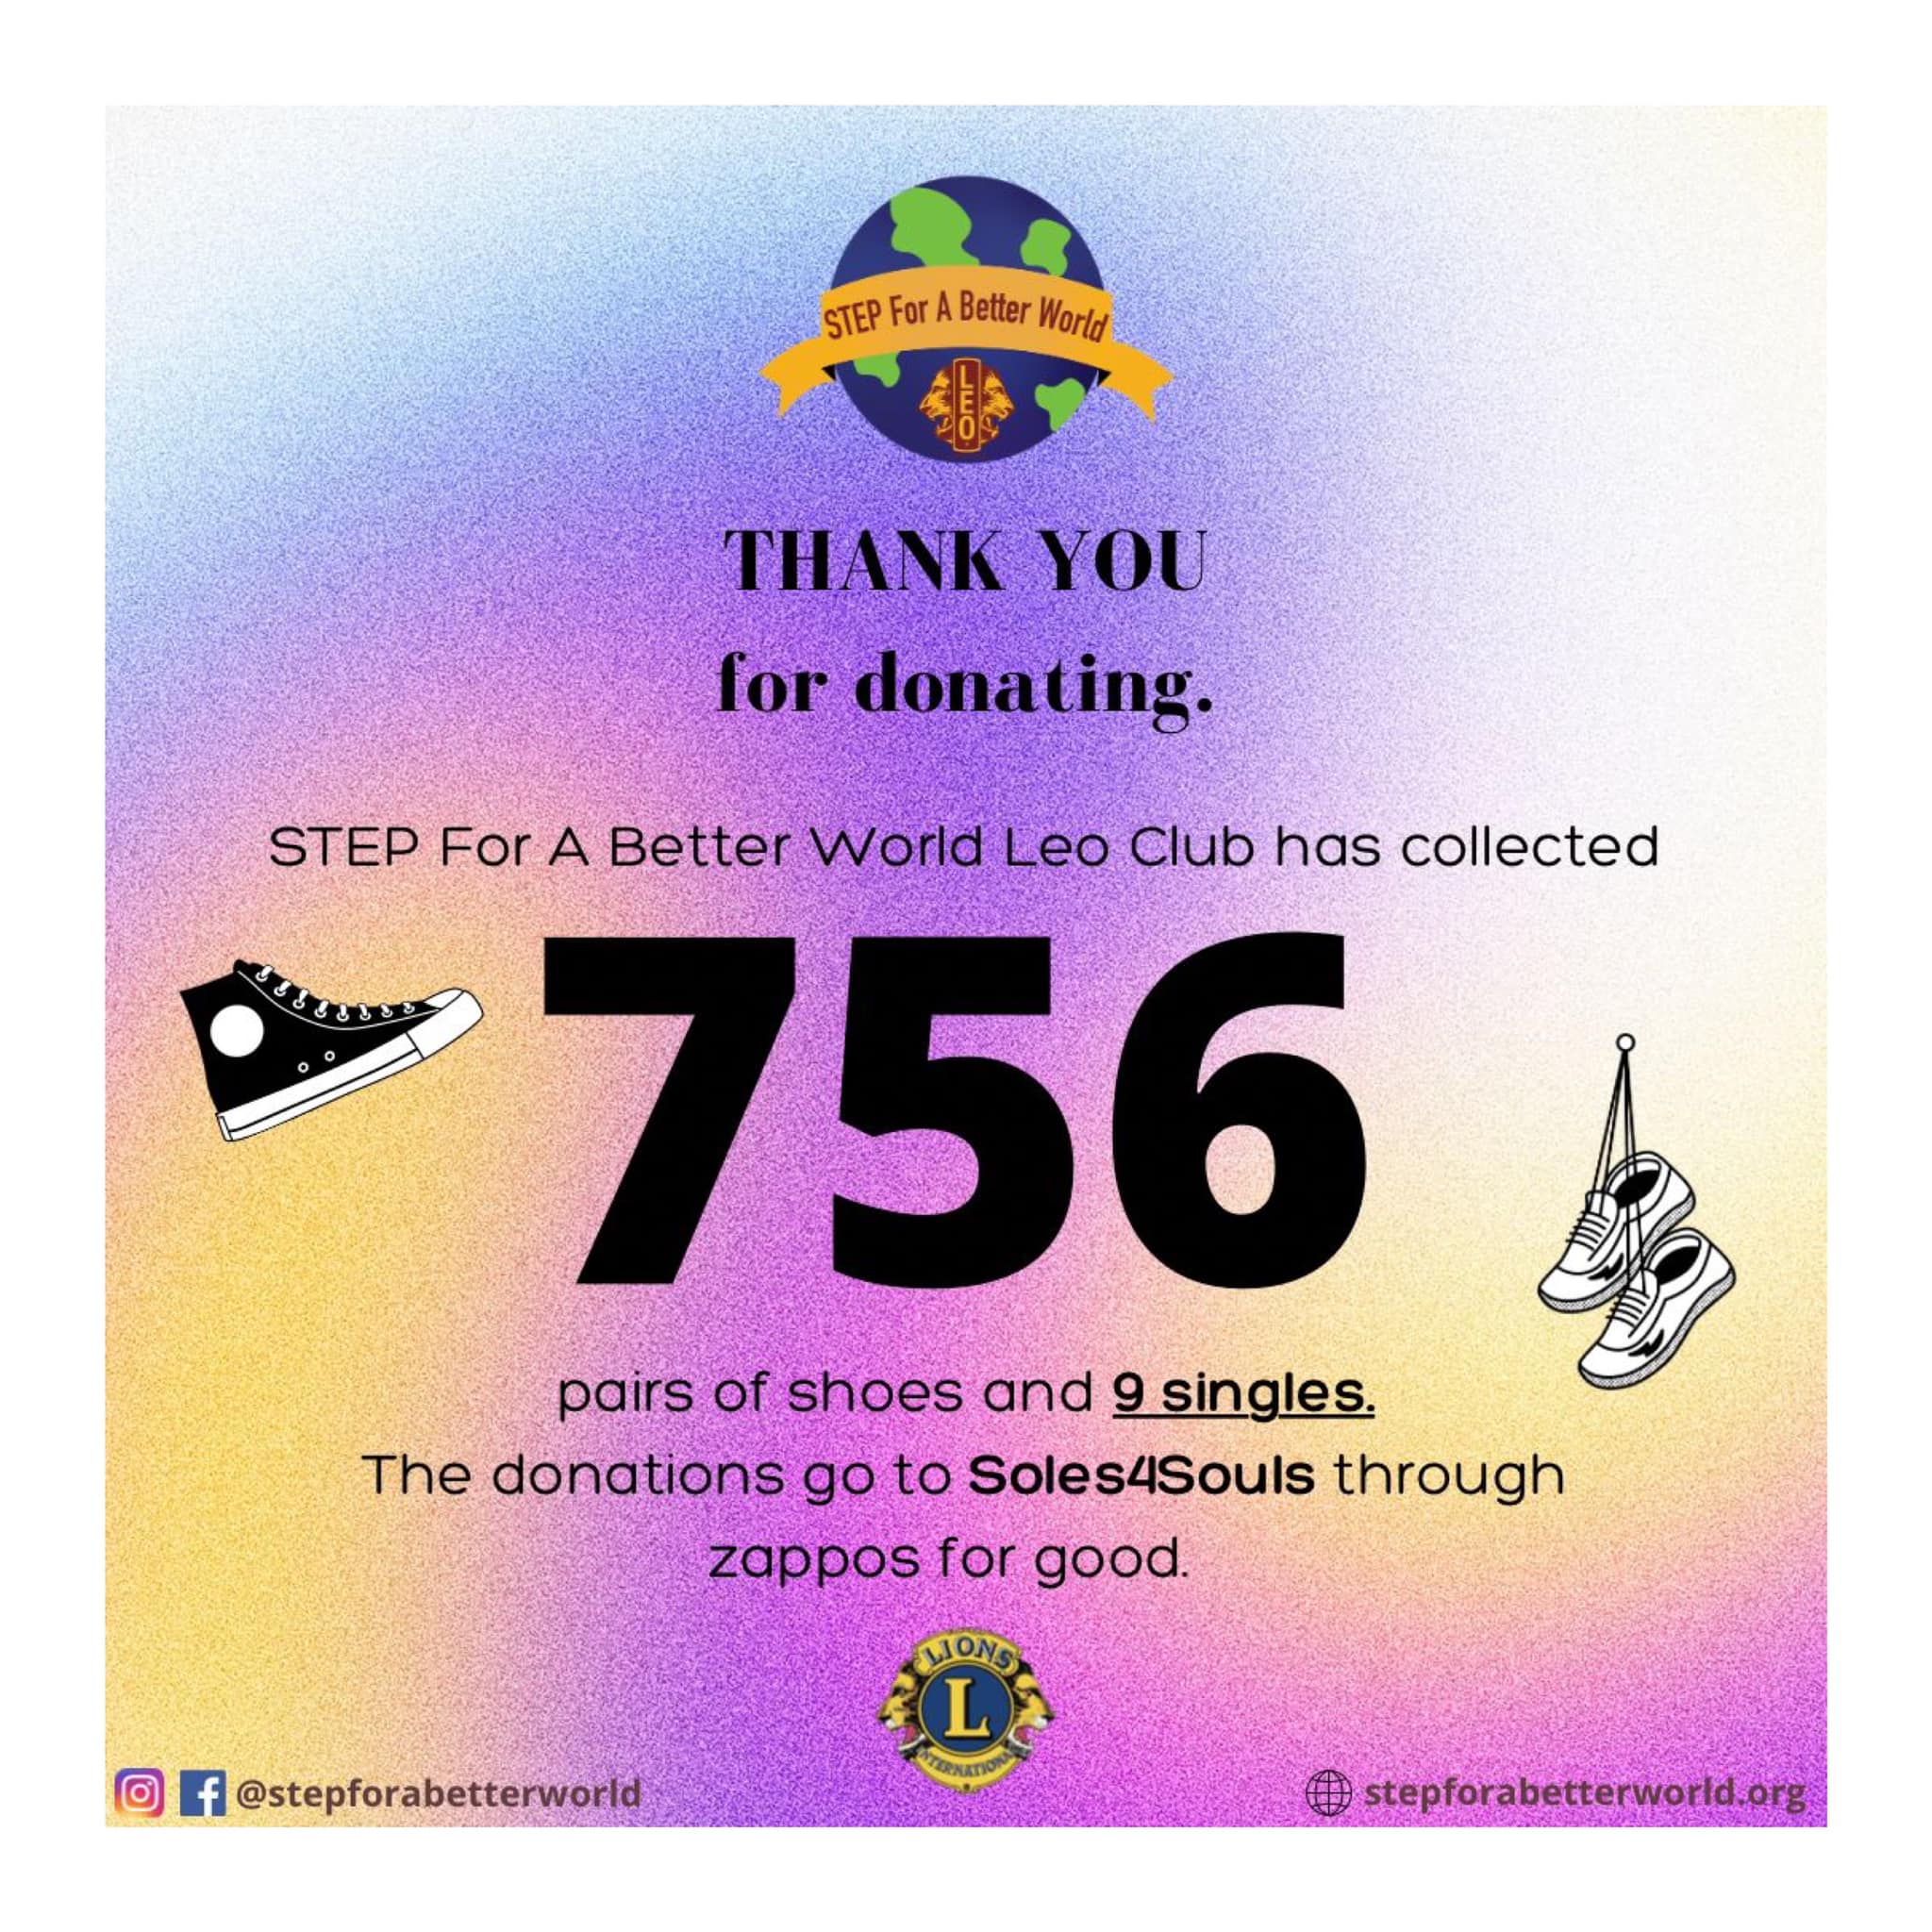 STEP For A Better World
LEO
THANK YOU
for donating.
STEP For A Better World Leo Club has collected
756
pairs of shoes and 9 singles.
The donations go to Soles4Souls through
zappos for good.
LIONS
L
INTERNATIONAL
@stepforabetterworld
stepforabetterworld.org